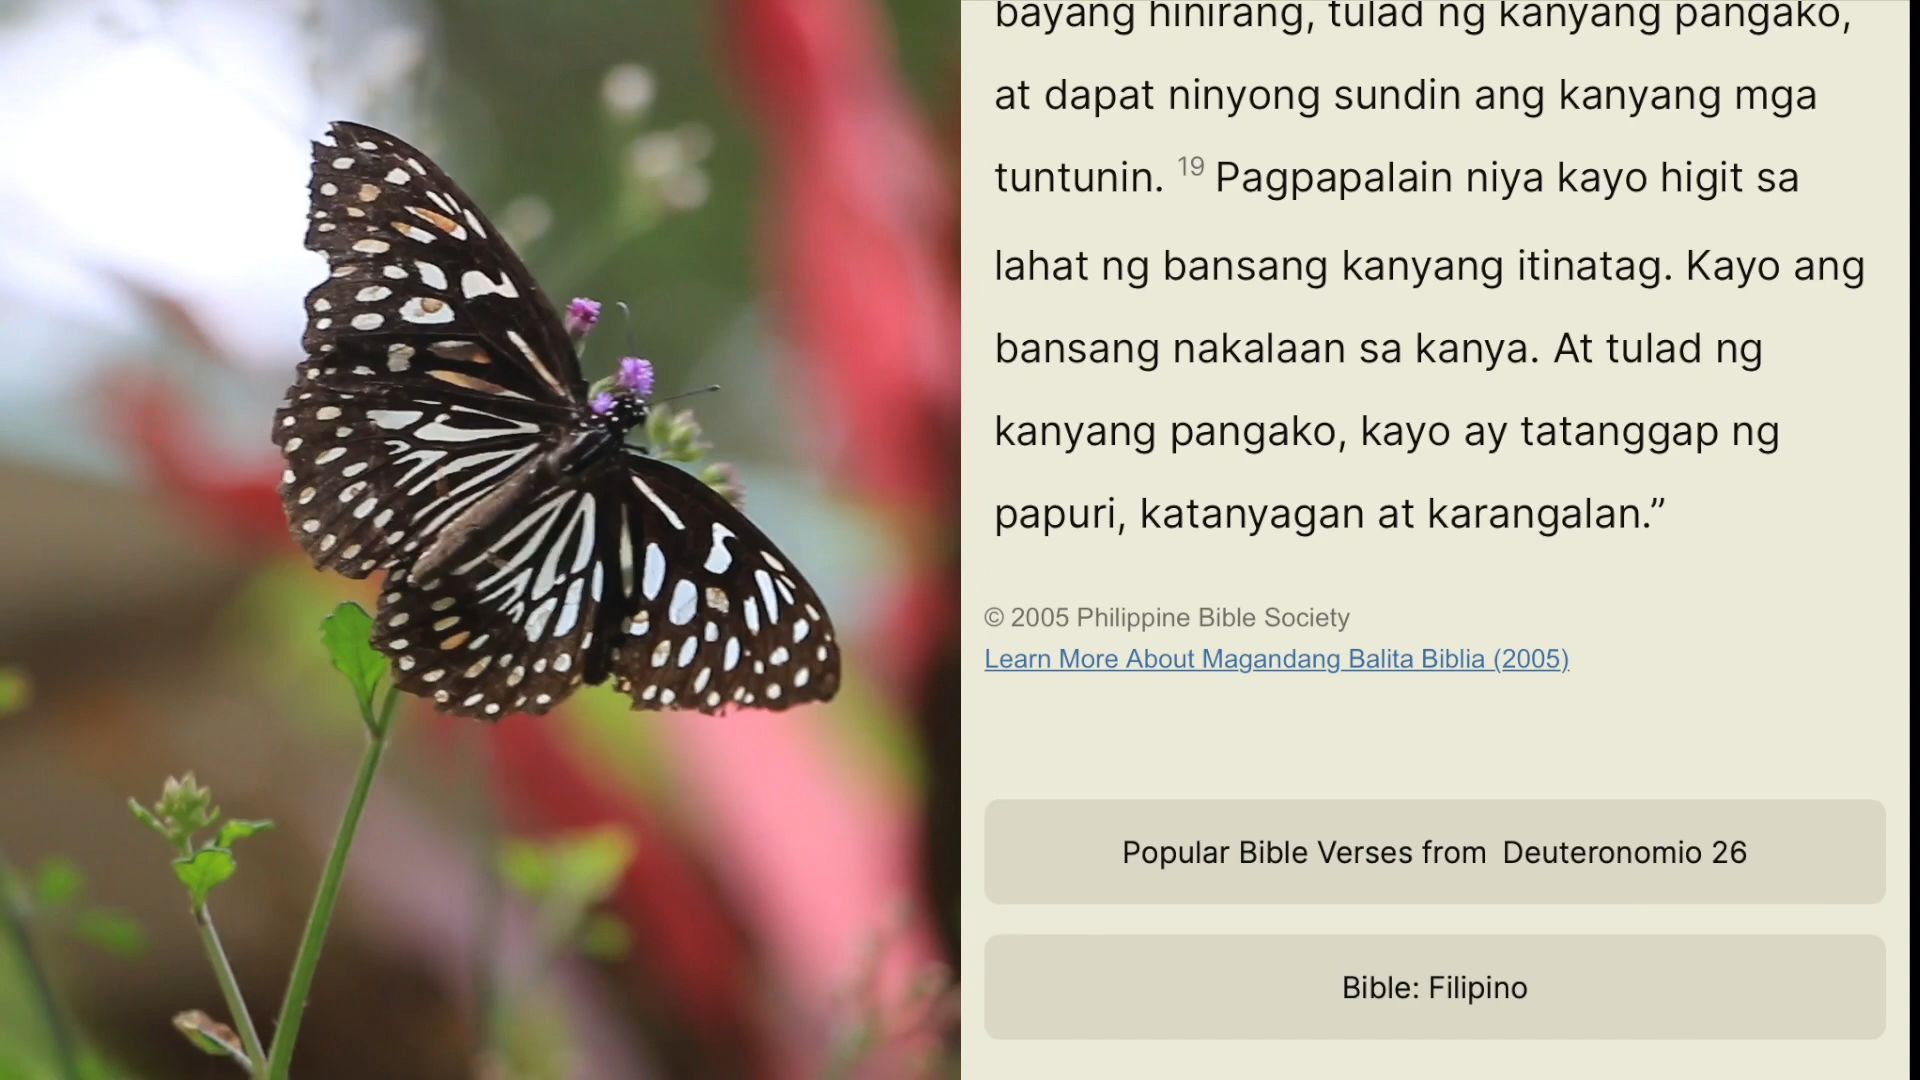 bayang hinirang, tulad ng kanyang pangako,
at dapat ninyong sundin ang kanyang mga
tuntunin. 19 Pagpapalain niya kayo higit sa
lahat ng bansang kanyang itinatag. Kayo ang
bansang nakalaan sa kanya. At tulad ng
kanyang pangako, kayo ay tatanggap ng
papuri, katanyagan at karangalan.”
© 2005 Philippine Bible Society
Learn More About Magandang Balita Biblia (2005)
Popular Bible Verses from Deuteronomio 26
Bible: Filipino